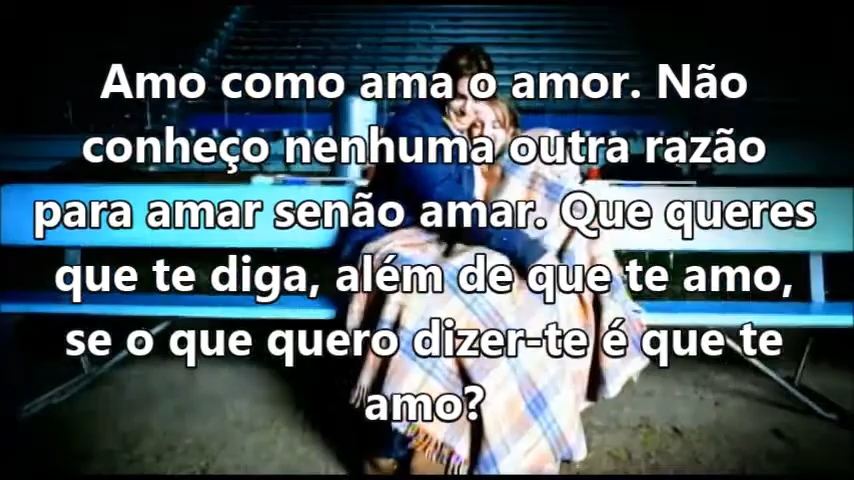 Amo como ama o amor. Não
conheço nenhuma outra razão
para amar senão amar. Que queres
que te diga, além de que te amo,
se o que quero dizer-te é que te
amo?